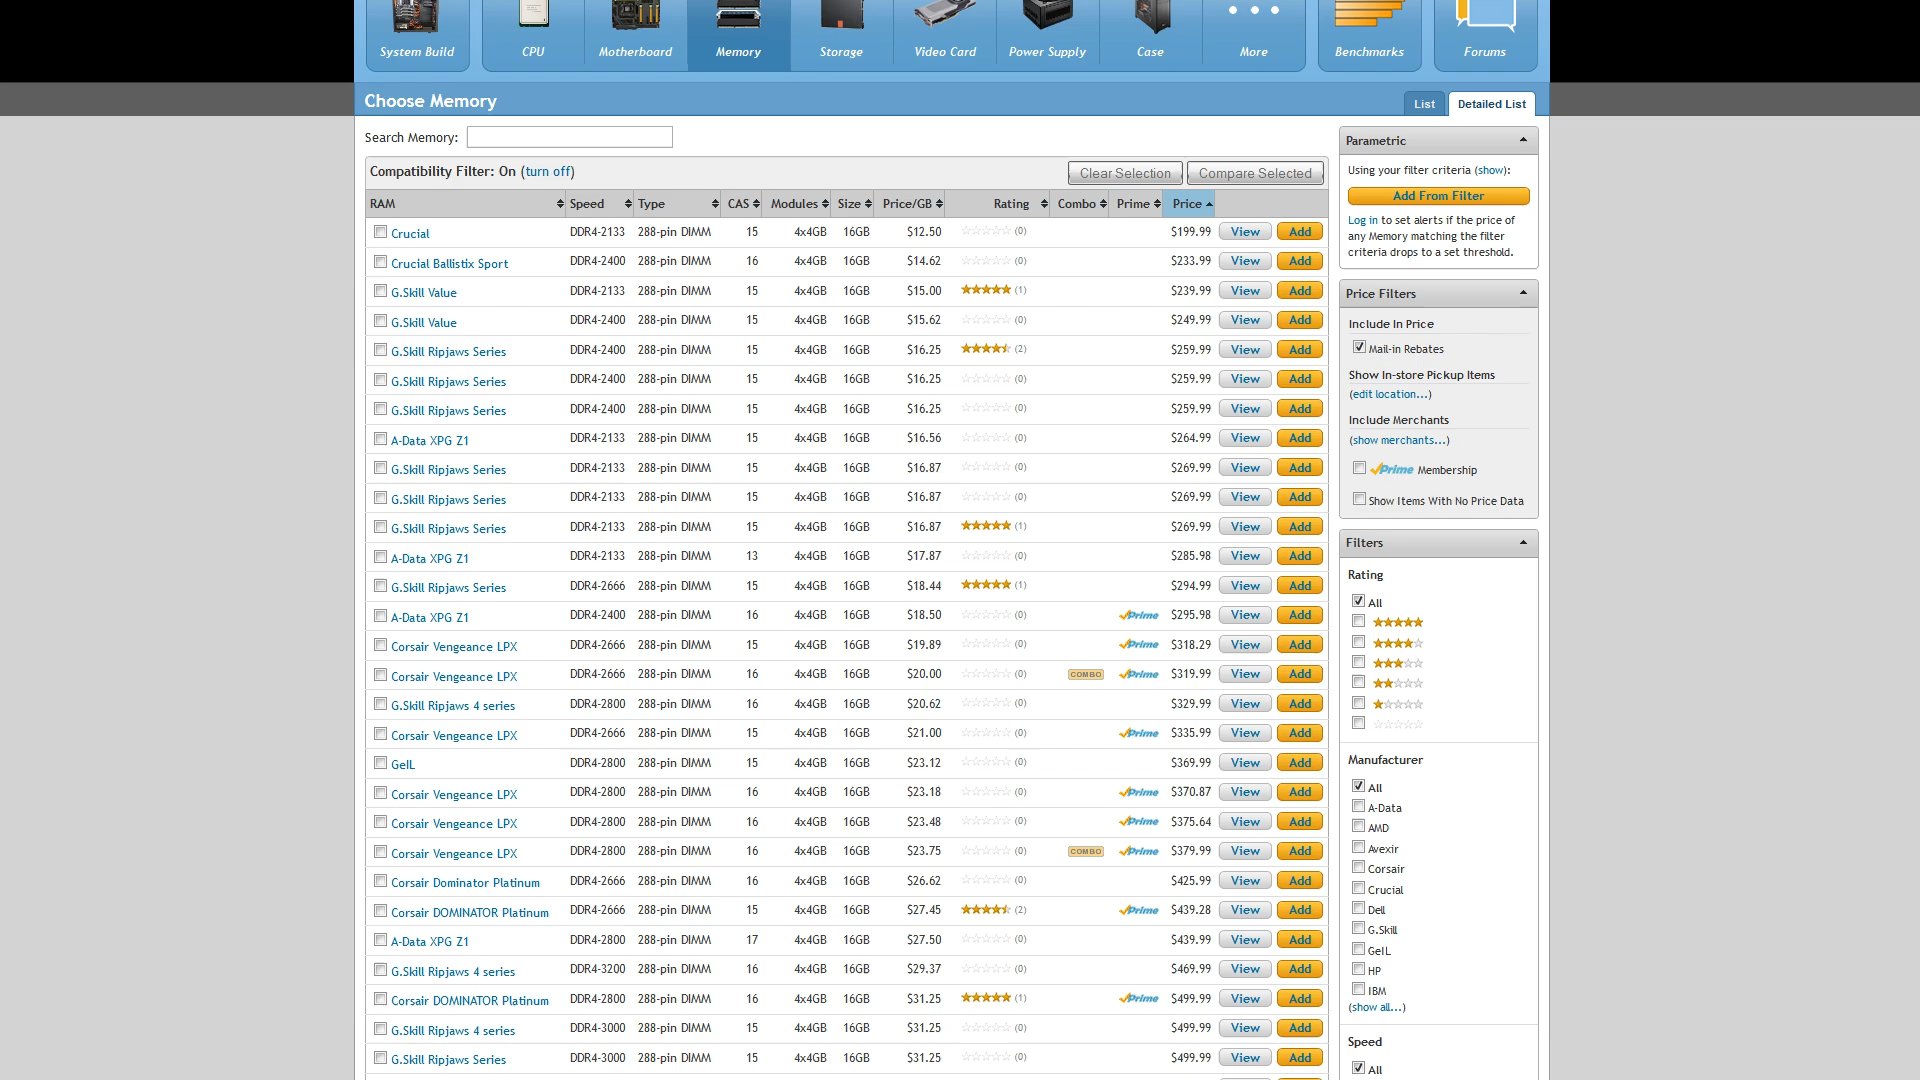 System Build CPU Motherboard Memory Storage Video Card Power Supply Case More Benchmarks Forums
Choose Memory List Detailed List
Search Memory:
Compatibility Filter: On (turn off) Clear Selection Compare Selected
RAM Speed Type CAS Modules Size Price/GB Rating Combo Prime Price
Crucial DDR4-2133 288-pin DIMM 15 4x4GB 16GB $12.50 (0) $199.99 View Add
Crucial Ballistix Sport DDR4-2400 288-pin DIMM 16 4x4GB 16GB $14.62 (0) $233.99 View Add
G.Skill Value DDR4-2133 288-pin DIMM 15 4x4GB 16GB $15.00 (1) $239.99 View Add
G.Skill Value DDR4-2400 288-pin DIMM 15 4x4GB 16GB $15.62 (0) $249.99 View Add
G.Skill Ripjaws Series DDR4-2400 288-pin DIMM 15 4x4GB 16GB $16.25 (2) $259.99 View Add
G.Skill Ripjaws Series DDR4-2400 288-pin DIMM 15 4x4GB 16GB $16.25 (0) $259.99 View Add
G.Skill Ripjaws Series DDR4-2400 288-pin DIMM 15 4x4GB 16GB $16.25 (0) $259.99 View Add
A-Data XPG Z1 DDR4-2133 288-pin DIMM 15 4x4GB 16GB $16.56 (0) $264.99 View Add
G.Skill Ripjaws Series DDR4-2133 288-pin DIMM 15 4x4GB 16GB $16.87 (0) $269.99 View Add
G.Skill Ripjaws Series DDR4-2133 288-pin DIMM 15 4x4GB 16GB $16.87 (0) $269.99 View Add
G.Skill Ripjaws Series DDR4-2133 288-pin DIMM 15 4x4GB 16GB $16.87 (1) $269.99 View Add
A-Data XPG Z1 DDR4-2133 288-pin DIMM 13 4x4GB 16GB $17.87 (0) $285.98 View Add
G.Skill Ripjaws Series DDR4-2666 288-pin DIMM 15 4x4GB 16GB $18.44 (1) $294.99 View Add
A-Data XPG Z1 DDR4-2400 288-pin DIMM 16 4x4GB 16GB $18.50 (0) Prime $295.98 View Add
Corsair Vengeance LPX DDR4-2666 288-pin DIMM 15 4x4GB 16GB $19.89 (0) Prime $318.29 View Add
Corsair Vengeance LPX DDR4-2666 288-pin DIMM 16 4x4GB 16GB $20.00 (0) COMBO Prime $319.99 View Add
G.Skill Ripjaws 4 series DDR4-2800 288-pin DIMM 16 4x4GB 16GB $20.62 (0) $329.99 View Add
Corsair Vengeance LPX DDR4-2666 288-pin DIMM 15 4x4GB 16GB $21.00 (0) Prime $335.99 View Add
GeIL DDR4-2800 288-pin DIMM 15 4x4GB 16GB $23.12 (0) $369.99 View Add
Corsair Vengeance LPX DDR4-2800 288-pin DIMM 16 4x4GB 16GB $23.18 (0) Prime $370.87 View Add
Corsair Vengeance LPX DDR4-2800 288-pin DIMM 16 4x4GB 16GB $23.48 (0) Prime $375.64 View Add
Corsair Vengeance LPX DDR4-2800 288-pin DIMM 16 4x4GB 16GB $23.75 (0) COMBO Prime $379.99 View Add
Corsair Dominator Platinum DDR4-2666 288-pin DIMM 16 4x4GB 16GB $26.62 (0) $425.99 View Add
Corsair DOMINATOR Platinum DDR4-2666 288-pin DIMM 15 4x4GB 16GB $27.45 (2) Prime $439.28 View Add
A-Data XPG Z1 DDR4-2800 288-pin DIMM 17 4x4GB 16GB $27.50 (0) $439.99 View Add
G.Skill Ripjaws 4 series DDR4-3200 288-pin DIMM 16 4x4GB 16GB $29.37 (0) $469.99 View Add
Corsair DOMINATOR Platinum DDR4-2800 288-pin DIMM 16 4x4GB 16GB $31.25 (1) Prime $499.99 View Add
G.Skill Ripjaws 4 series DDR4-3000 288-pin DIMM 15 4x4GB 16GB $31.25 (0) $499.99 View Add
G.Skill Ripjaws Series DDR4-3000 288-pin DIMM 15 4x4GB 16GB $31.25 (0) $499.99 View Add
Parametric
Using your filter criteria (show):
Add From Filter
Log in to set alerts if the price of
any Memory matching the filter
criteria drops to a set threshold.
Price Filters
Include In Price
Mail-in Rebates
Show In-store Pickup Items
(edit location...)
Include Merchants
(show merchants...)
Prime Membership
Show Items With No Price Data
Filters
Rating
All
Manufacturer
All
A-Data
AMD
Avexir
Corsair
Crucial
Dell
G.Skill
GeIL
HP
IBM
(show all...)
Speed
All